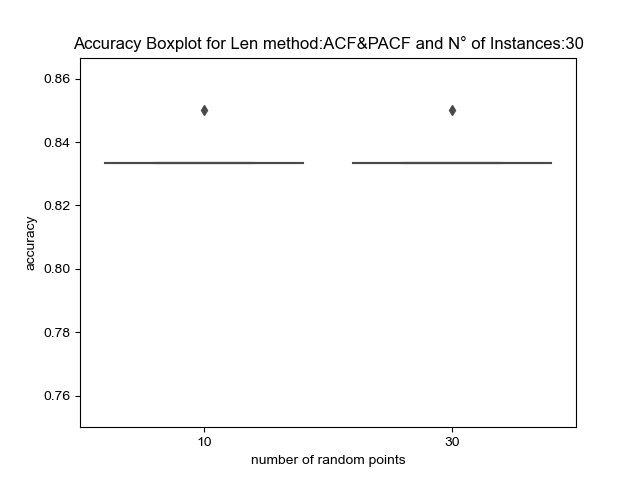 Accuracy Boxplot for Len method:ACF&PACF and N° of Instances:30
0.86
0.84
0.82
0.80
0.78
0.76
accuracy
10 30
number of random points